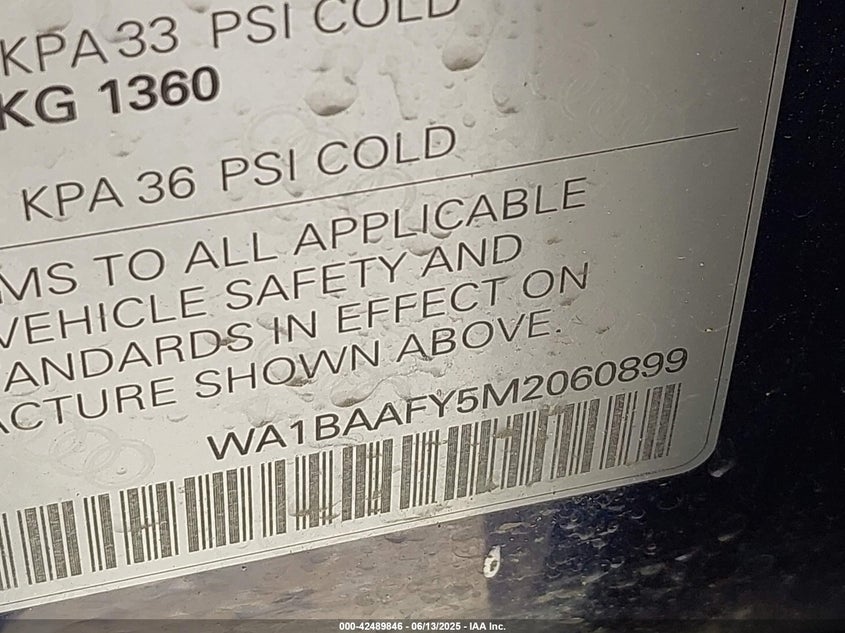 KPA 33 PSI COLD
KG 1360
KPA 36 PSI COLD
MS TO ALL APPLICABLE
VEHICLE SAFETY AND
ANDARDS IN EFFECT ON
ACTURE SHOWN ABOVE.
WA1BAAFY5M2060899
000-42489846 - 06/13/2025 - IAA Inc.